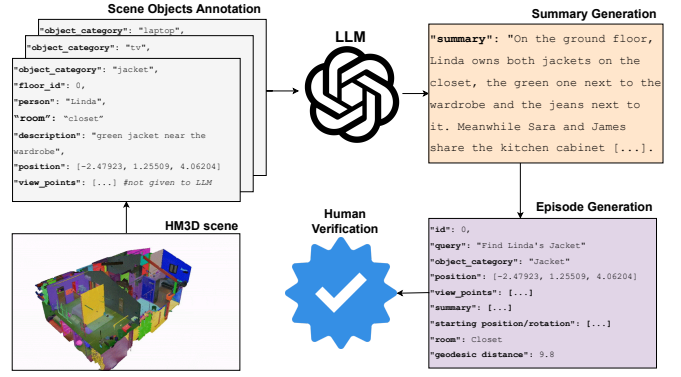 Scene Objects Annotation
"object_category": "laptop",
"object_category": "tv",
"object_category": "jacket",
"floor_id": 0,
"person": "Linda",
"room": "closet"
"description": "green jacket near the
wardrobe",
"position": [-2.47923, 1.25509, 4.06204]
"view_points": [...] #not given to LLM
HM3D scene
LLM
Summary Generation
"summary": "On the ground floor,
Linda owns both jackets on the
closet, the green one next to the
wardrobe and the jeans next to
it. Meanwhile Sara and James
share the kitchen cabinet [...].
Episode Generation
"id": 0,
"query": "Find Linda's Jacket"
"object_category": "Jacket"
"position": [-2.47923, 1.25509, 4.06204]
"view_points": [...]
"summary": [...]
"starting position/rotation": [...]
"room": Closet
"geodesic distance": 9.8
Human
Verification